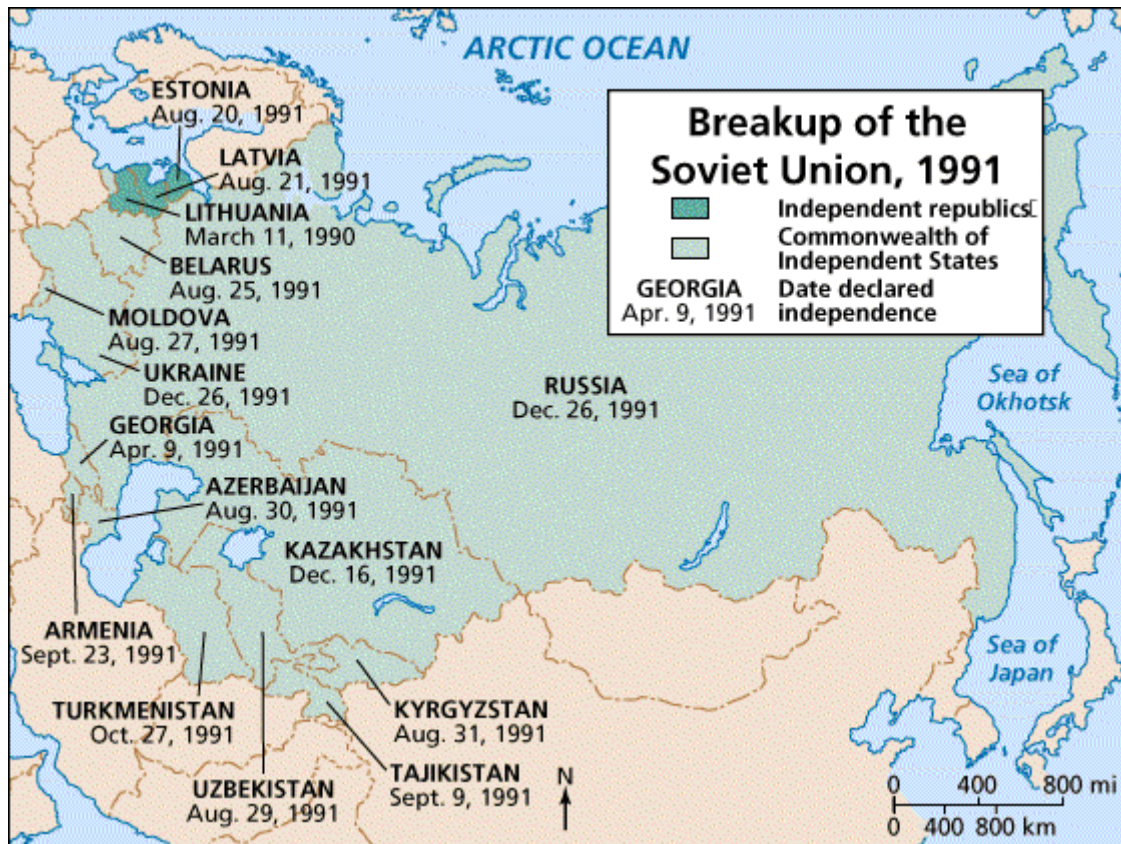 ARCTIC OCEAN
Breakup of the
Soviet Union, 1991
Independent republics
Commonwealth of
Independent States
GEORGIA
Apr. 9, 1991
Date declared
independence
ESTONIA
Aug. 20, 1991
LATVIA
Aug. 21, 1991
LITHUANIA
March 11, 1990
BELARUS
Aug. 25, 1991
MOLDOVA
Aug. 27, 1991
UKRAINE
Dec. 26, 1991
GEORGIA
Apr. 9, 1991
AZERBAIJAN
Aug. 30, 1991
KAZAKHSTAN
Dec. 16, 1991
RUSSIA
Dec. 26, 1991
Sea of
Okhotsk
ARMENIA
Sept. 23, 1991
TURKMENISTAN
Oct. 27, 1991
UZBEKISTAN
Aug. 29, 1991
KYRGYZSTAN
Aug. 31, 1991
TAJIKISTAN
Sept. 9, 1991
Sea of
Japan
N
0 400 800 mi
0 400 800 km